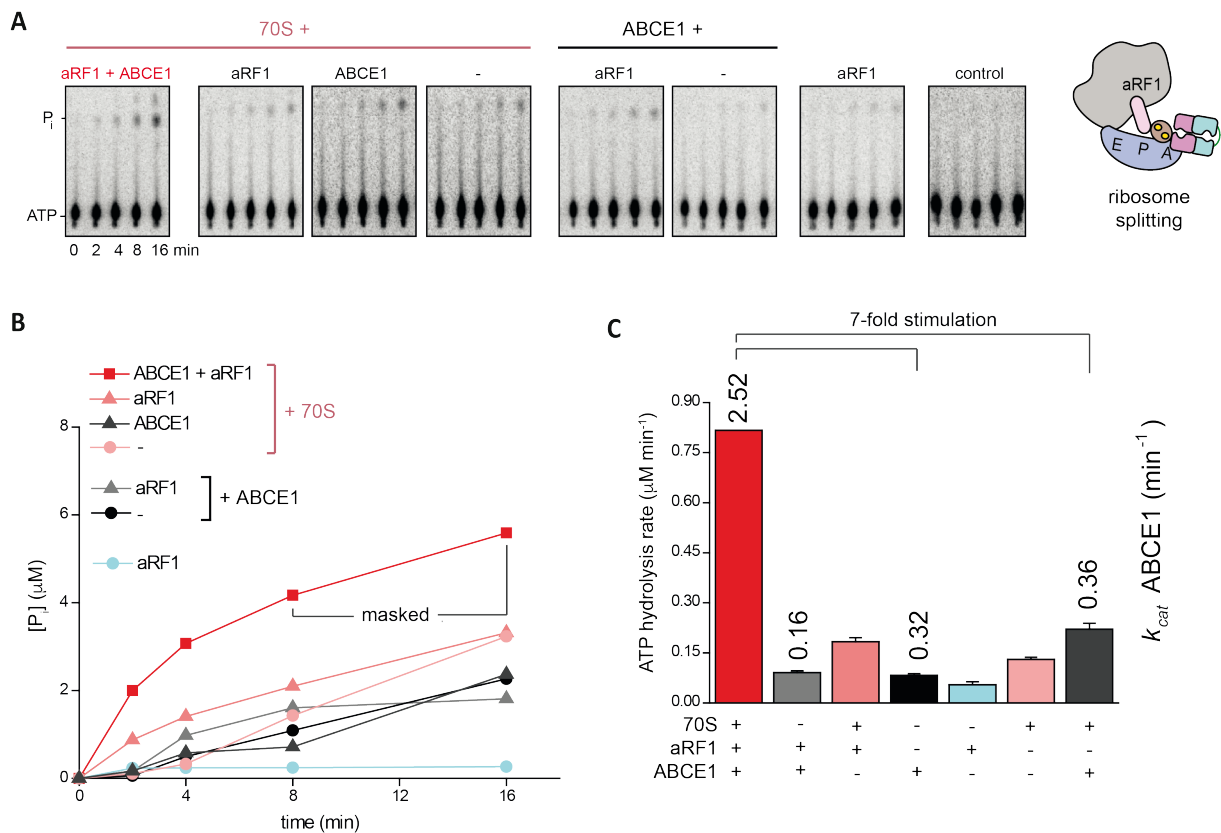 A
70S +
ABCE1 +
aRF1 + ABCE1
aRF1
ABCE1
-
aRF1
-
aRF1
control
Pi
ATP
0 2 4 8 16 min
aRF1
E P A
ribosome
splitting
B
ABCE1 + aRF1
aRF1
ABCE1
-
+ 70S
aRF1
-
+ ABCE1
aRF1
masked
[Pi] (µM)
8
6
4
2
0
0 4 8 12 16
time (min)
C
7-fold stimulation
ATP hydrolysis rate (µM min-1)
0.90
0.75
0.90
0.45
0.30
0.15
0.00
2.52
0.16
0.32
0.36
kcat ABCE1 (min-1)
70S + - + - - + +
aRF1 + + + - + - -
ABCE1 + + - + - - +